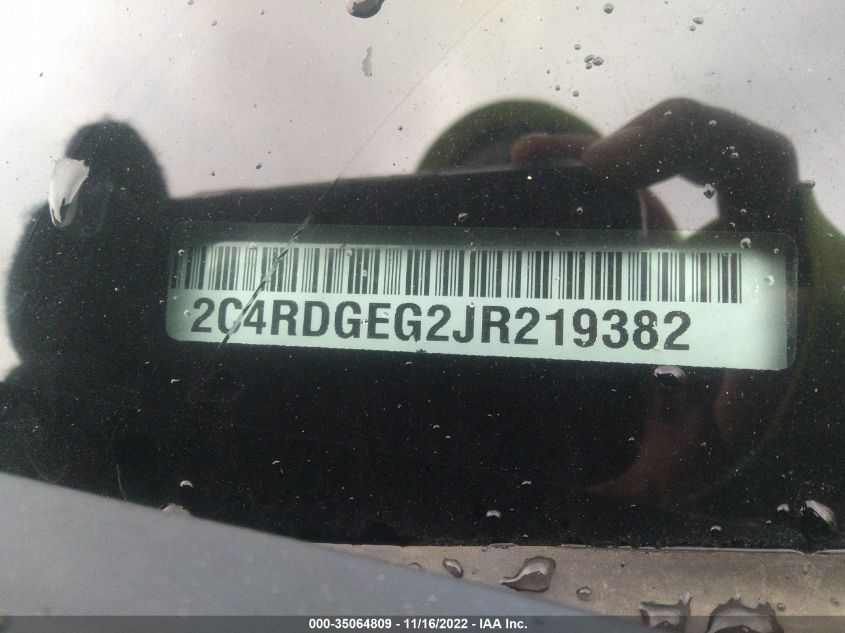 2C4RDGEG2JR219382
000-35064809 - 11/16/2022 - IAA Inc.